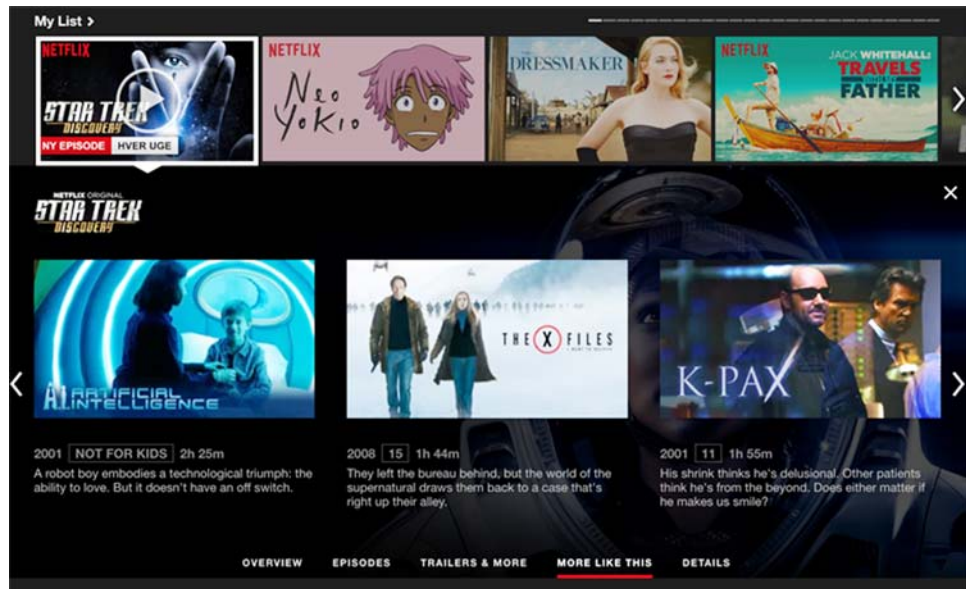 My List >
NETFLIX
STAR TREK
DISCOVERY
NY EPISODE HVER UGE
NETFLIX
Neo
Yokio
THE
DRESSMAKER
NETFLIX
JACK WHITEHALL:
TRAVELS
WITH MY
FATHER
NETFLIX ORIGINAL
STAR TREK
DISCOVERY
A.I. ARTIFICIAL
INTELLIGENCE
2001 NOT FOR KIDS 2h 25m
A robot boy embodies a technological triumph: the
ability to love. But it doesn't have an off switch.
THE X FILES
I WANT TO BELIEVE
2008 15 1h 44m
They left the bureau behind, but the world of the
supernatural draws them back to a case that's
right up their alley.
K-PAX
2001 11 1h 55m
His shrink thinks he's delusional. Other patients
think he's from the beyond. Does either matter if
he makes us smile?
OVERVIEW EPISODES TRAILERS & MORE MORE LIKE THIS DETAILS